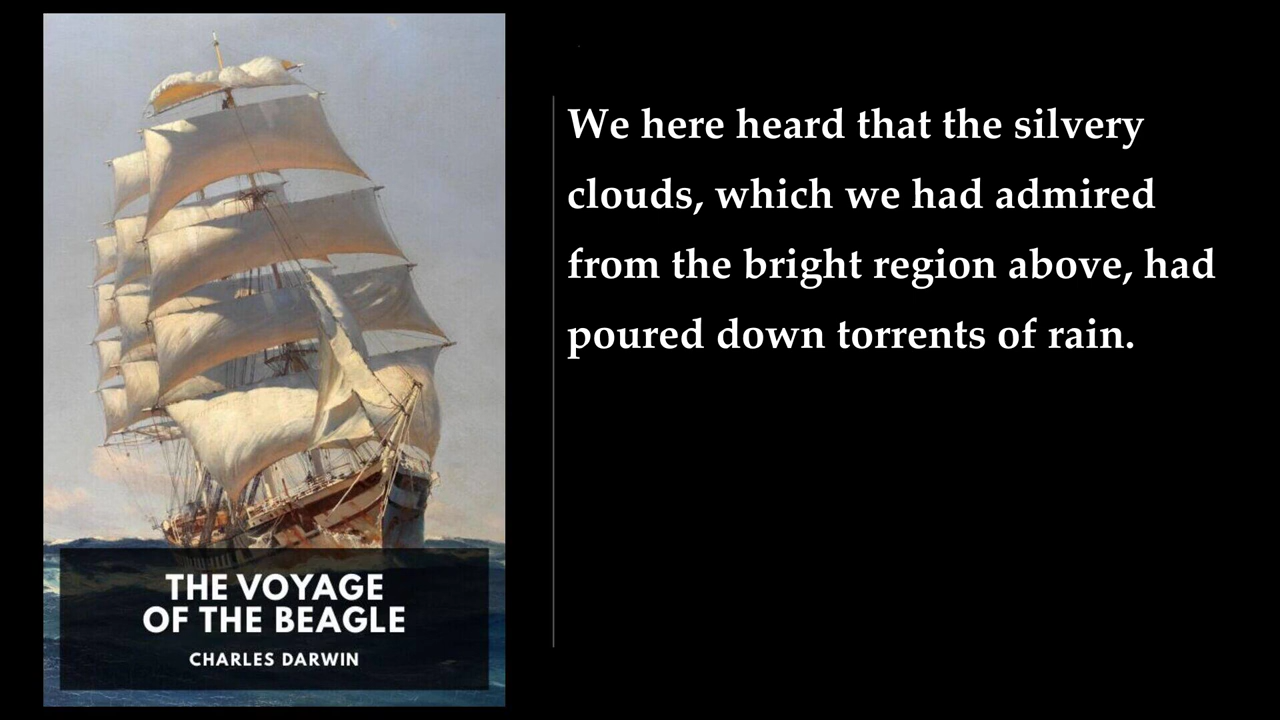 THE VOYAGE
OF THE BEAGLE
CHARLES DARWIN
We here heard that the silvery
clouds, which we had admired
from the bright region above, had
poured down torrents of rain.